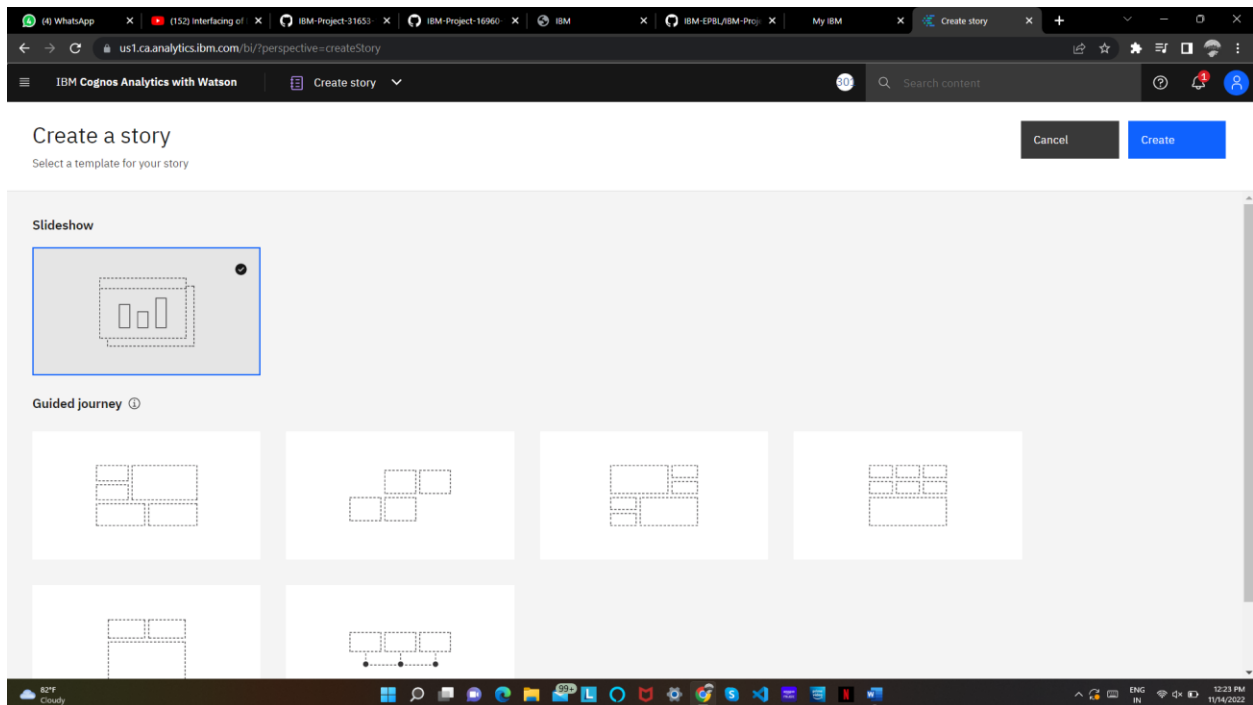 (4) WhatsApp
(152) Interfacing of
IBM-Project-31653-
IBM-Project-16960-
IBM
IBM-EPBL/IBM-Proj
My IBM
Create story
us1.ca.analytics.ibm.com/bi/?perspective=createStory
IBM Cognos Analytics with Watson
Create story
301
Search content
1
Create a story
Select a template for your story
Cancel
Create
Slideshow
Guided journey
82°F
Cloudy
99+
ENG
IN
12:23 PM
11/14/2022